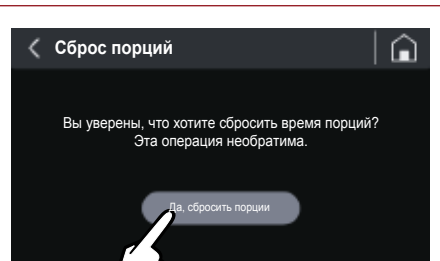 Сброс порций
Вы уверены, что хотите сбросить время порций?
Эта операция необратима.
Да, сбросить порции